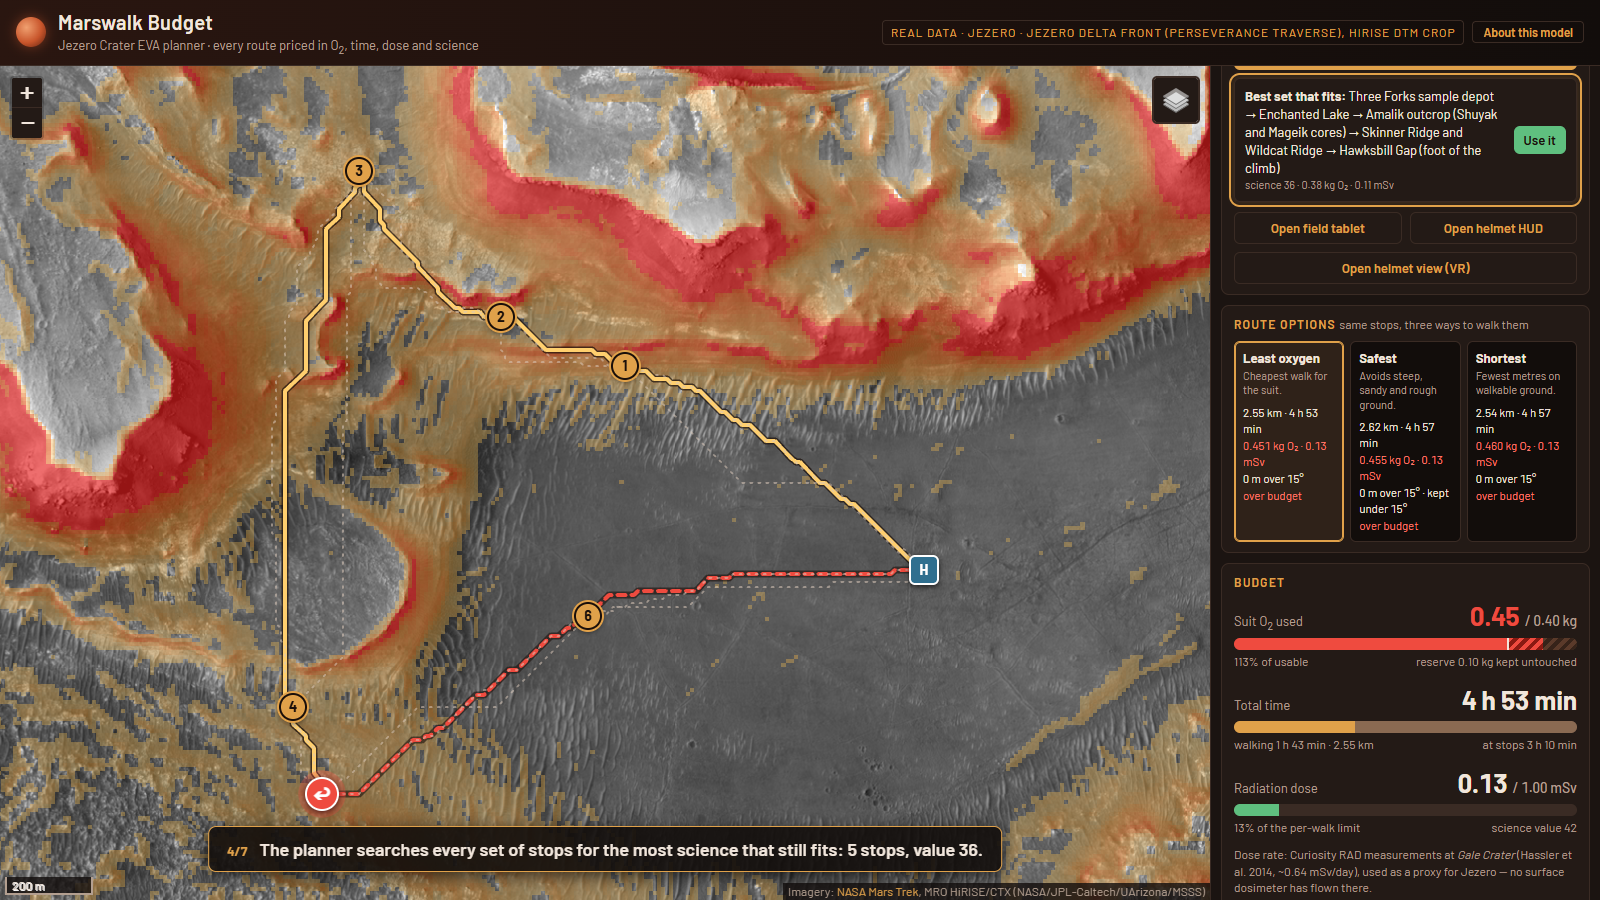 Marswalk Budget
Jezero Crater EVA planner · every route priced in O₂, time, dose and science
REAL DATA · JEZERO · JEZERO DELTA FRONT (PERSEVERANCE TRAVERSE), HIRISE DTM CROP
About this model
+
−
3
2
1
H
6
4
4/7 The planner searches every set of stops for the most science that still fits: 5 stops, value 36.
200 m
Imagery: NASA Mars Trek, MRO HiRISE/CTX (NASA/JPL-Caltech/UArizona/MSSS)
Best set that fits: Three Forks sample depot
→ Enchanted Lake → Amalik outcrop (Shuyak
and Mageik cores) → Skinner Ridge and
Wildcat Ridge → Hawksbill Gap (foot of the
climb)
science 36 · 0.38 kg O₂ · 0.11 mSv
Use it
Open field tablet
Open helmet HUD
Open helmet view (VR)
ROUTE OPTIONS same stops, three ways to walk them
Least oxygen
Cheapest walk for
the suit.
2.55 km · 4 h 53
min
0.451 kg O₂ · 0.13
mSv
0 m over 15°
over budget
Safest
Avoids steep,
sandy and rough
ground.
2.62 km · 4 h 57
min
0.455 kg O₂ · 0.13
mSv
0 m over 15° · kept
under 15°
over budget
Shortest
Fewest metres on
walkable ground.
2.54 km · 4 h 57
min
0.460 kg O₂ · 0.13
mSv
0 m over 15°
over budget
BUDGET
Suit O₂ used 0.45 / 0.40 kg
113% of usable reserve 0.10 kg kept untouched
Total time 4 h 53 min
walking 1 h 43 min · 2.55 km at stops 3 h 10 min
Radiation dose 0.13 / 1.00 mSv
13% of the per-walk limit science value 42
Dose rate: Curiosity RAD measurements at Gale Crater (Hassler et
al. 2014, ~0.64 mSv/day), used as a proxy for Jezero — no surface
dosimeter has flown there.